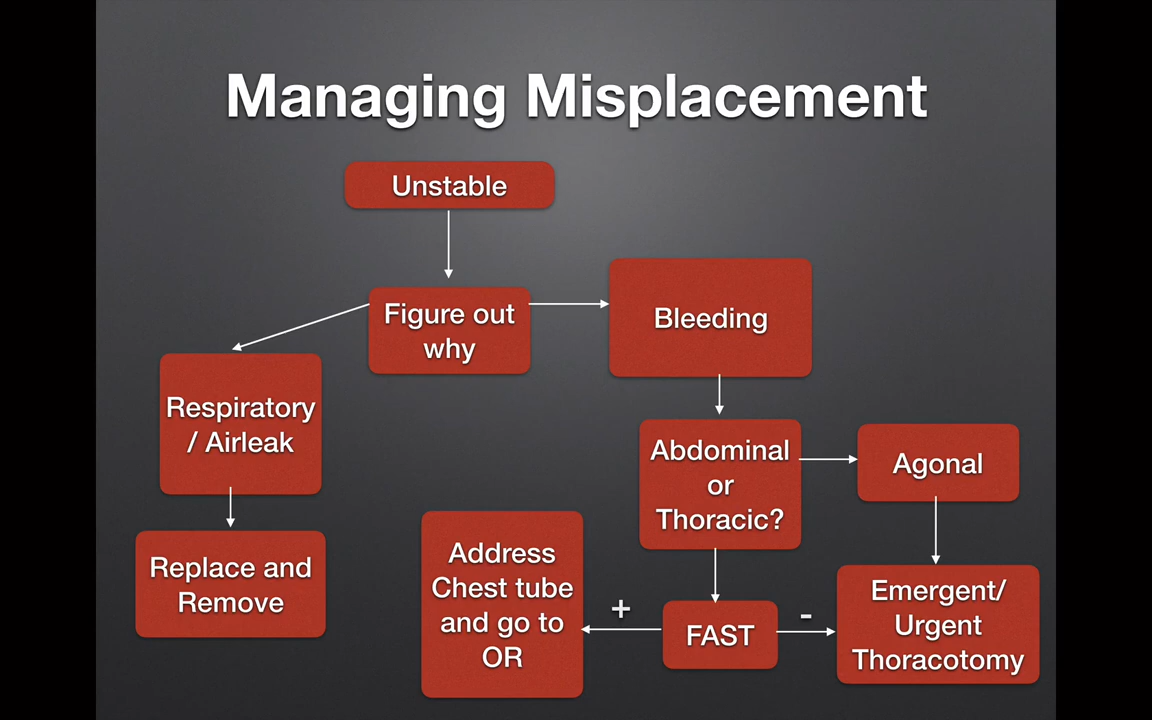 Managing Misplacement
Unstable
Figure out
why
Bleeding
Respiratory
/ Airleak
Abdominal
or
Thoracic?
Agonal
Replace and
Remove
Address
Chest tube
and go to
OR
+
FAST
-
Emergent/
Urgent
Thoracotomy